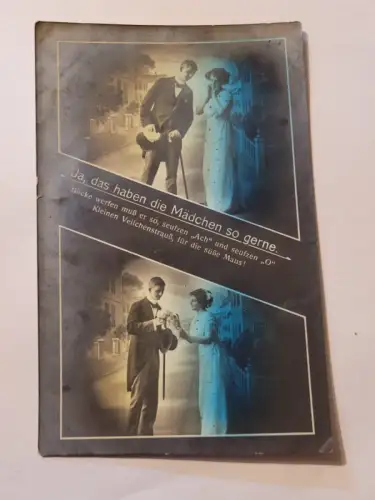 Ja, das haben die Mädchen so gerne.
Blicke werfen muß er so, seufzen „Ach" und seufzen „O"
Kleinen Veilchenstrauß, für die süße Maus!